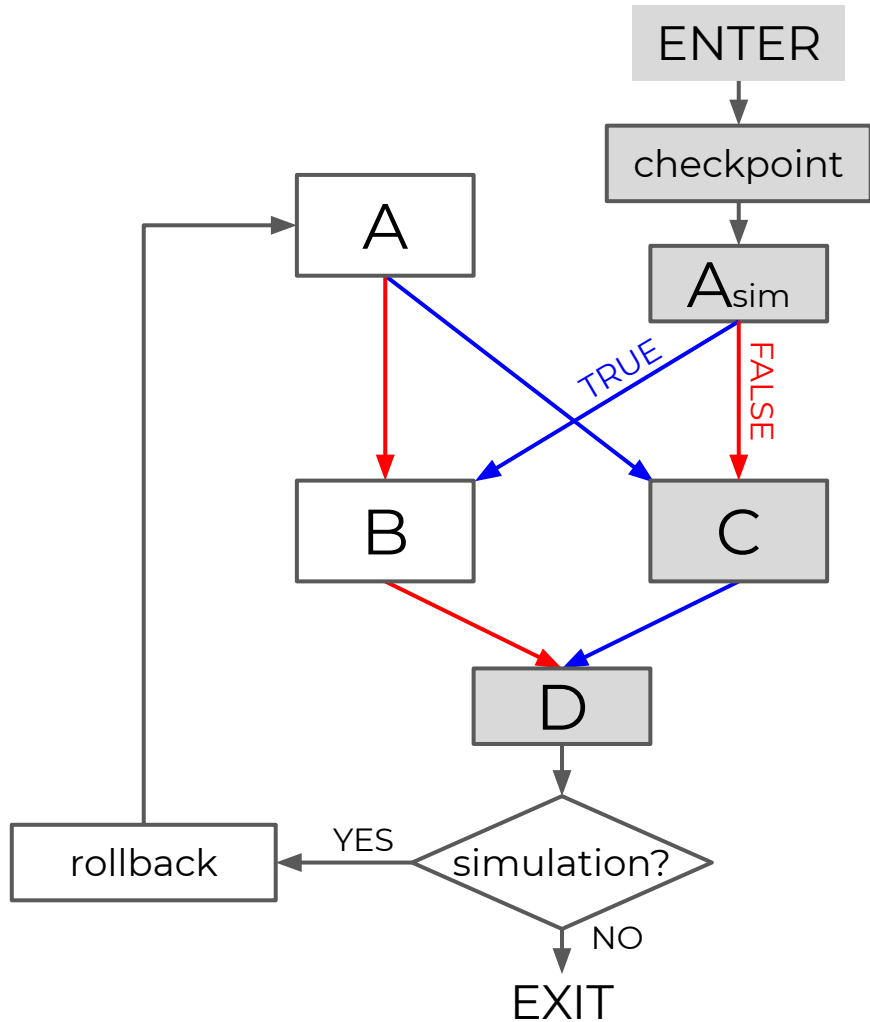 ENTER
checkpoint
A
Asim
TRUE
FALSE
B
C
D
YES
rollback
simulation?
NO
EXIT